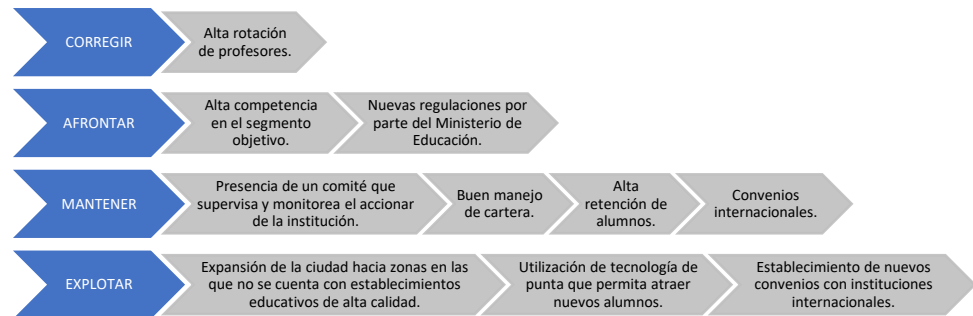 CORREGIR
Alta rotación
de profesores.
AFRONTAR
Alta competencia
en el segmento
objetivo.
Nuevas regulaciones por
parte del Ministerio de
Educación.
MANTENER
Presencia de un comité que
supervisa y monitorea el accionar
de la institución.
Buen manejo
de cartera.
Alta
retención de
alumnos.
Convenios
internacionales.
EXPLOTAR
Expansión de la ciudad hacia zonas en las
que no se cuenta con establecimientos
educativos de alta calidad.
Utilización de tecnología de
punta que permita atraer
nuevos alumnos.
Establecimiento de nuevos
convenios con instituciones
internacionales.